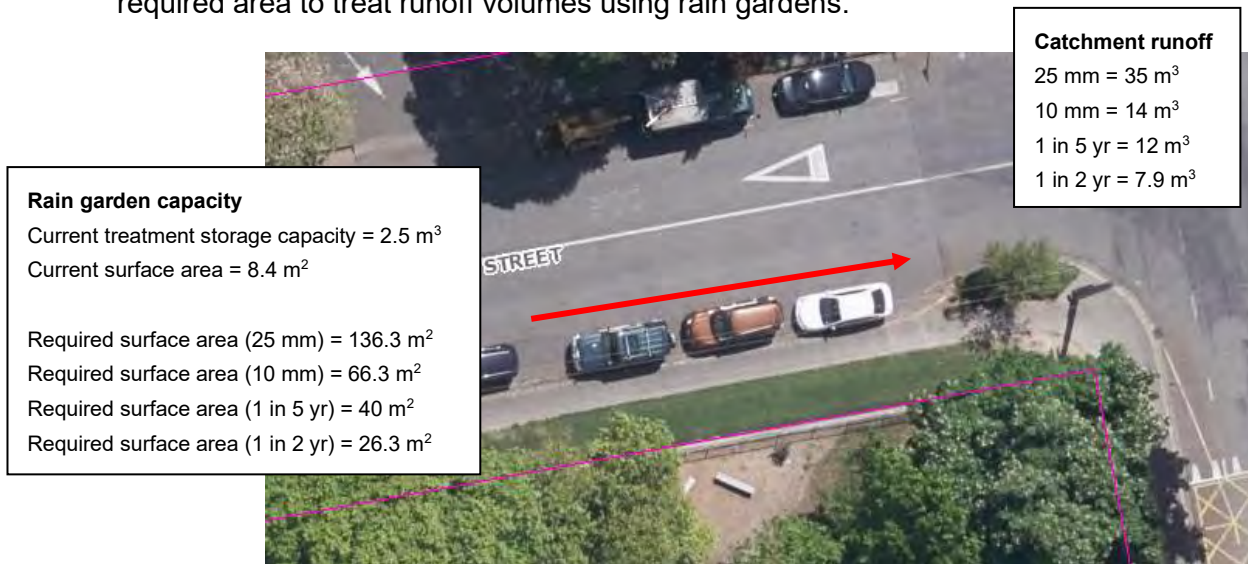 required area to treat runoff volumes using rain gardens.
Catchment runoff
25 mm = 35 m³
10 mm = 14 m³
1 in 5 yr = 12 m³
1 in 2 yr = 7.9 m³
Rain garden capacity
Current treatment storage capacity = 2.5 m³
Current surface area = 8.4 m²
Required surface area (25 mm) = 136.3 m²
Required surface area (10 mm) = 66.3 m²
Required surface area (1 in 5 yr) = 40 m²
Required surface area (1 in 2 yr) = 26.3 m²
STREET